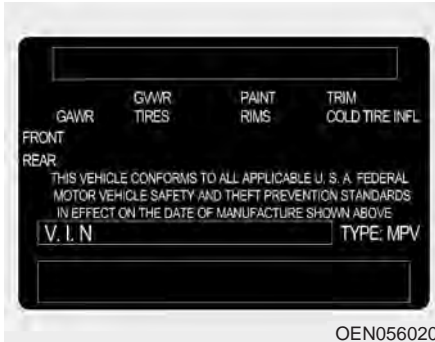 GVWR PAINT TRIM
GAWR TIRES RIMS COLD TIRE INFL
FRONT
REAR
THIS VEHICLE CONFORMS TO ALL APPLICABLE U. S. A. FEDERAL
MOTOR VEHICLE SAFETY AND THEFT PREVENTION STANDARDS
IN EFFECT ON THE DATE OF MANUFACTURE SHOWN ABOVE
V. I. N TYPE: MPV
OEN056020